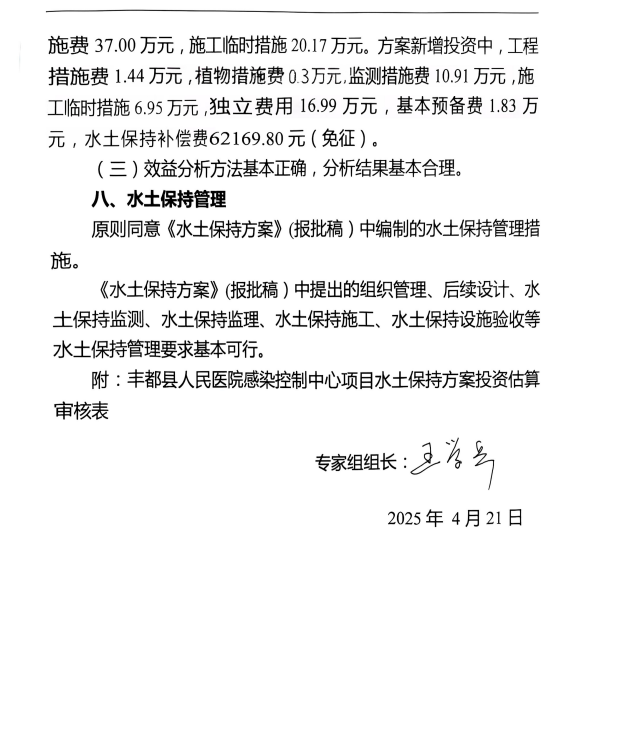 施费 37.00 万元，施工临时措施 20.17 万元。方案新增投资中，工程
措施费 1.44 万元，植物措施费 0.3万元，监测措施费 10.91 万元，施
工临时措施 6.95 万元，独立费用 16.99 万元，基本预备费 1.83 万
元，水土保持补偿费62169.80 元（免征）。
（三）效益分析方法基本正确，分析结果基本合理。
八、水土保持管理
原则同意《水土保持方案》（报批稿）中编制的水土保持管理措
施。
《水土保持方案》（报批稿）中提出的组织管理、后续设计、水
土保持监测、水土保持监理、水土保持施工、水土保持设施验收等
水土保持管理要求基本可行。
附：丰都县人民医院感染控制中心项目水土保持方案投资估算
审核表
专家组组长：王学兵
2025 年 4 月 21 日